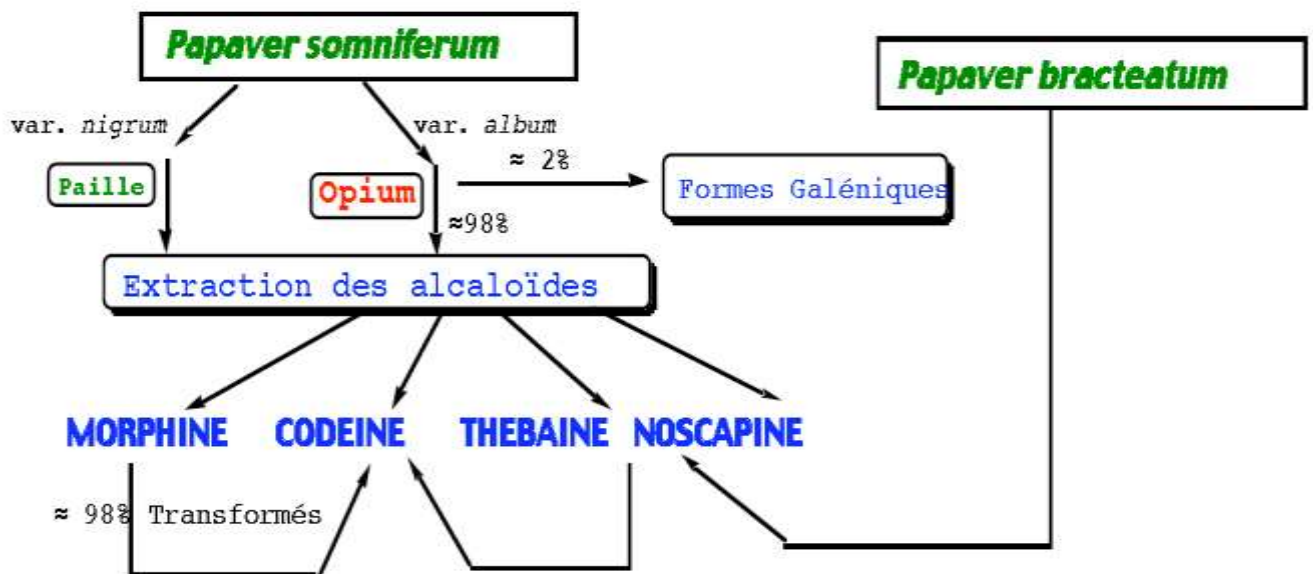 Papaver somniferum
Papaver bracteatum
var. nigrum
var. album
≈ 2%
Paille
Opium
Formes Galéniques
≈98%
Extraction des alcaloïdes
MORPHINE CODEINE THEBAINE NOSCAPINE
≈ 98% Transformés